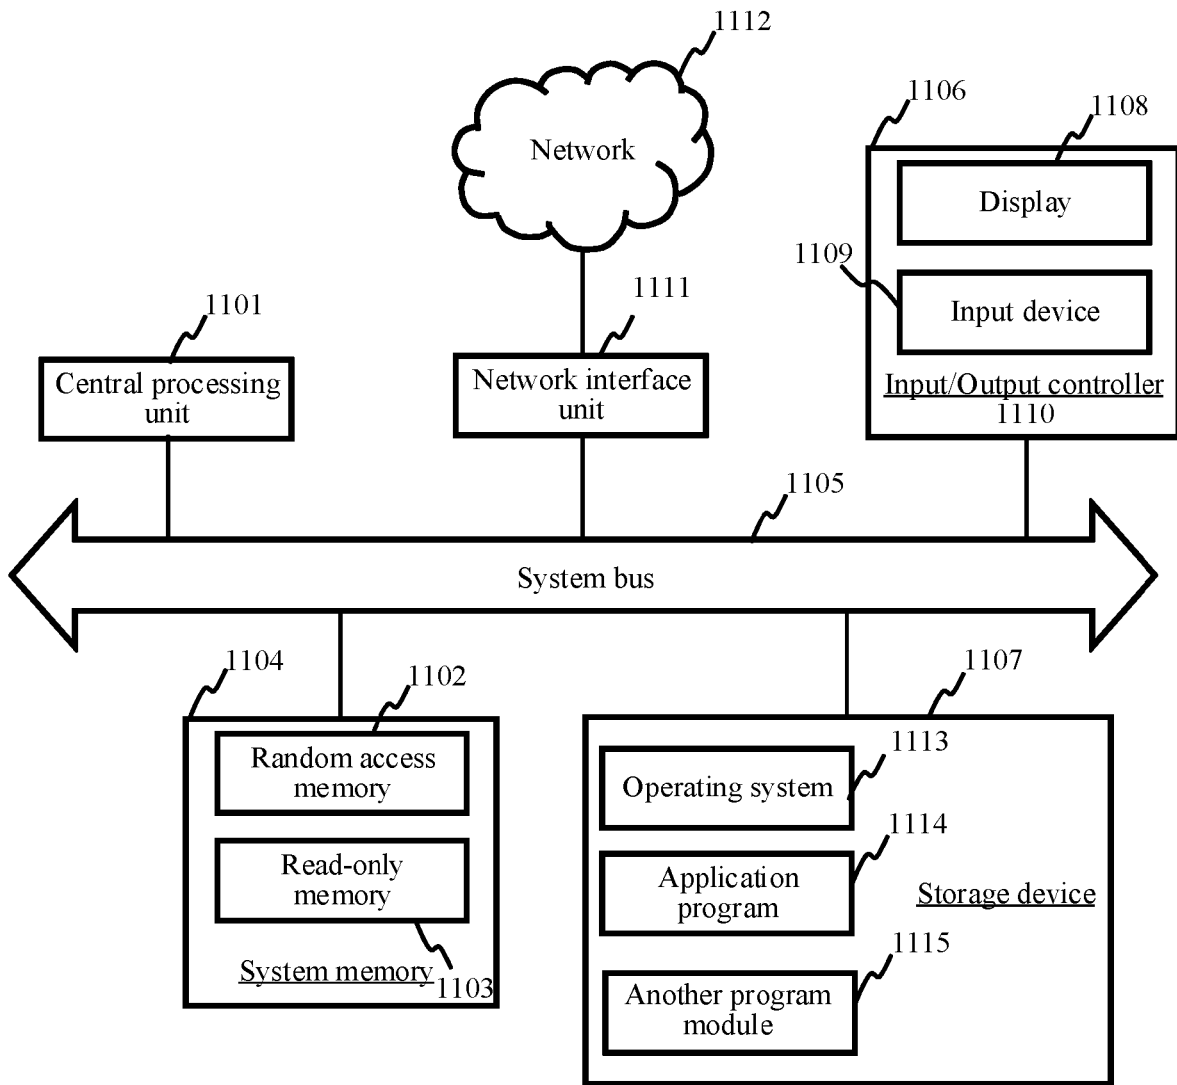 1112
Network
1106
1108
Display
1109
Input device
Input/Output controller
1110
1101
Central processing
unit
1111
Network interface
unit
1105
System bus
1104
1102
Random access
memory
Read-only
memory
System memory
1103
1107
1113
Operating system
1114
Application
program
Storage device
1115
Another program
module